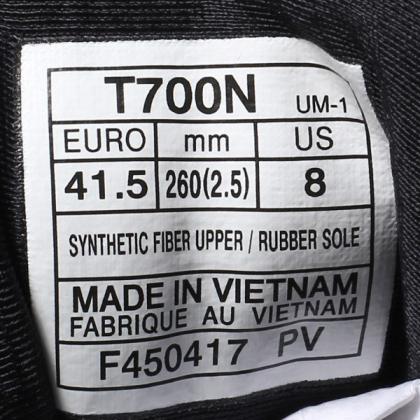 T700N UM-1
EURO mm US
41.5 260(2.5) 8
SYNTHETIC FIBER UPPER / RUBBER SOLE
MADE IN VIETNAM
FABRIQUE AU VIETNAM
F450417 PV